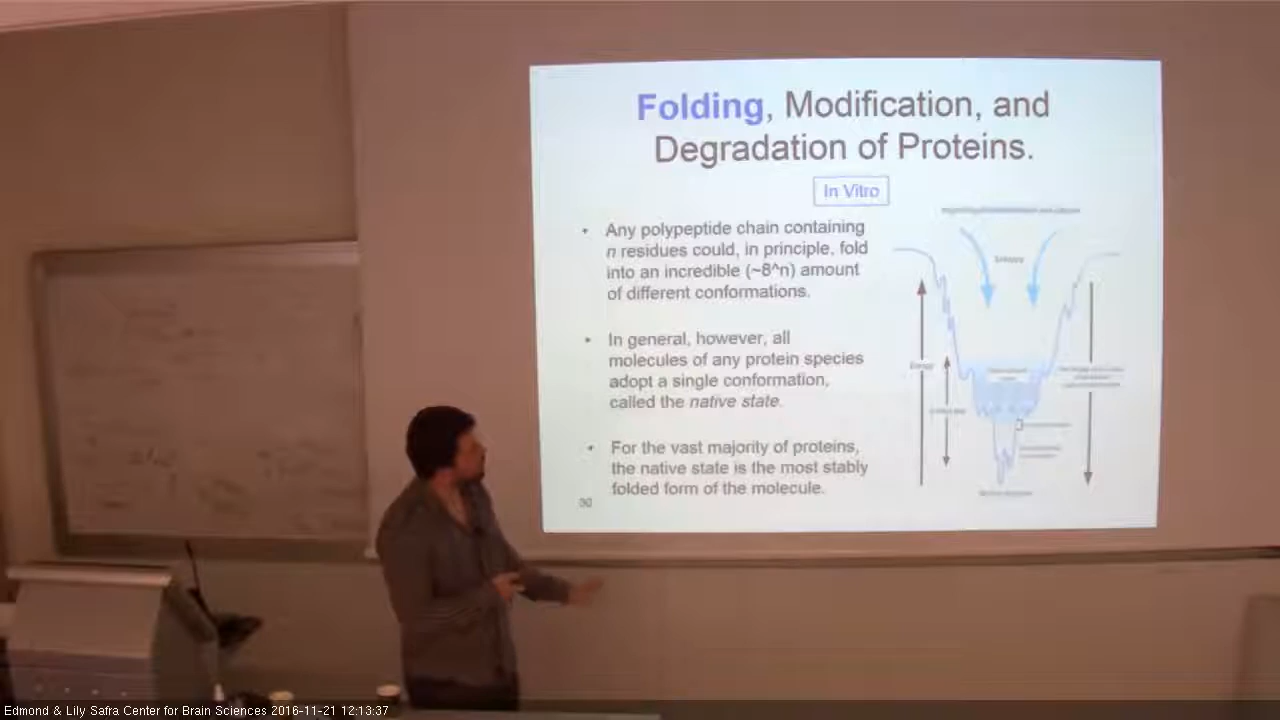 Folding, Modification, and
Degradation of Proteins.
In Vitro
• Any polypeptide chain containing
n residues could, in principle, fold
into an incredible (~8^n) amount
of different conformations.
• In general, however, all
molecules of any protein species
adopt a single conformation,
called the native state.
• For the vast majority of proteins,
the native state is the most stably
folded form of the molecule.
30
Entropy
Energy
Edmond & Lily Safra Center for Brain Sciences 2016-11-21 12:13:37